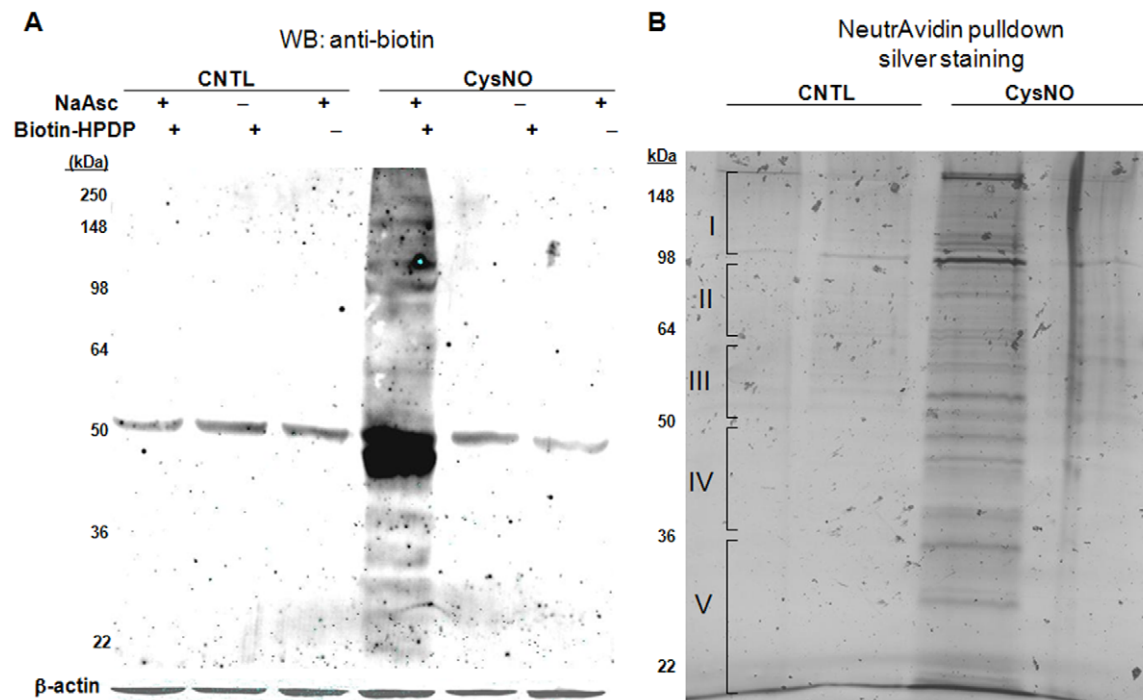 A
WB: anti-biotin
CNTL CysNO
NaAsc + – + + – +
Biotin-HPDP + + – + + –
(kDa)
250
148
98
64
50
36
22
β-actin
B
NeutrAvidin pulldown
silver staining
CNTL CysNO
kDa
148
98
64
50
36
22
I
II
III
IV
V